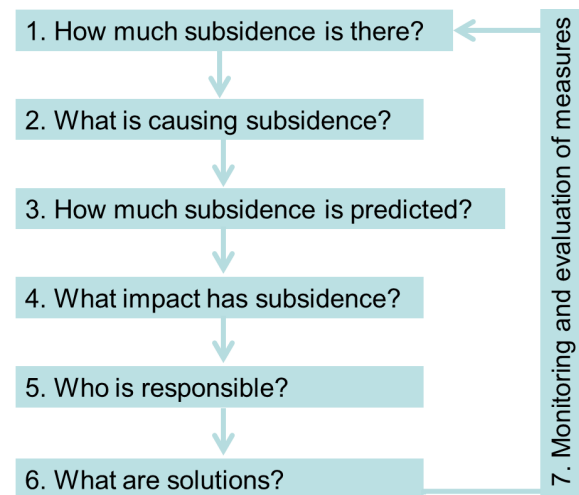 1. How much subsidence is there?
2. What is causing subsidence?
3. How much subsidence is predicted?
4. What impact has subsidence?
5. Who is responsible?
6. What are solutions?
7. Monitoring and evaluation of measures